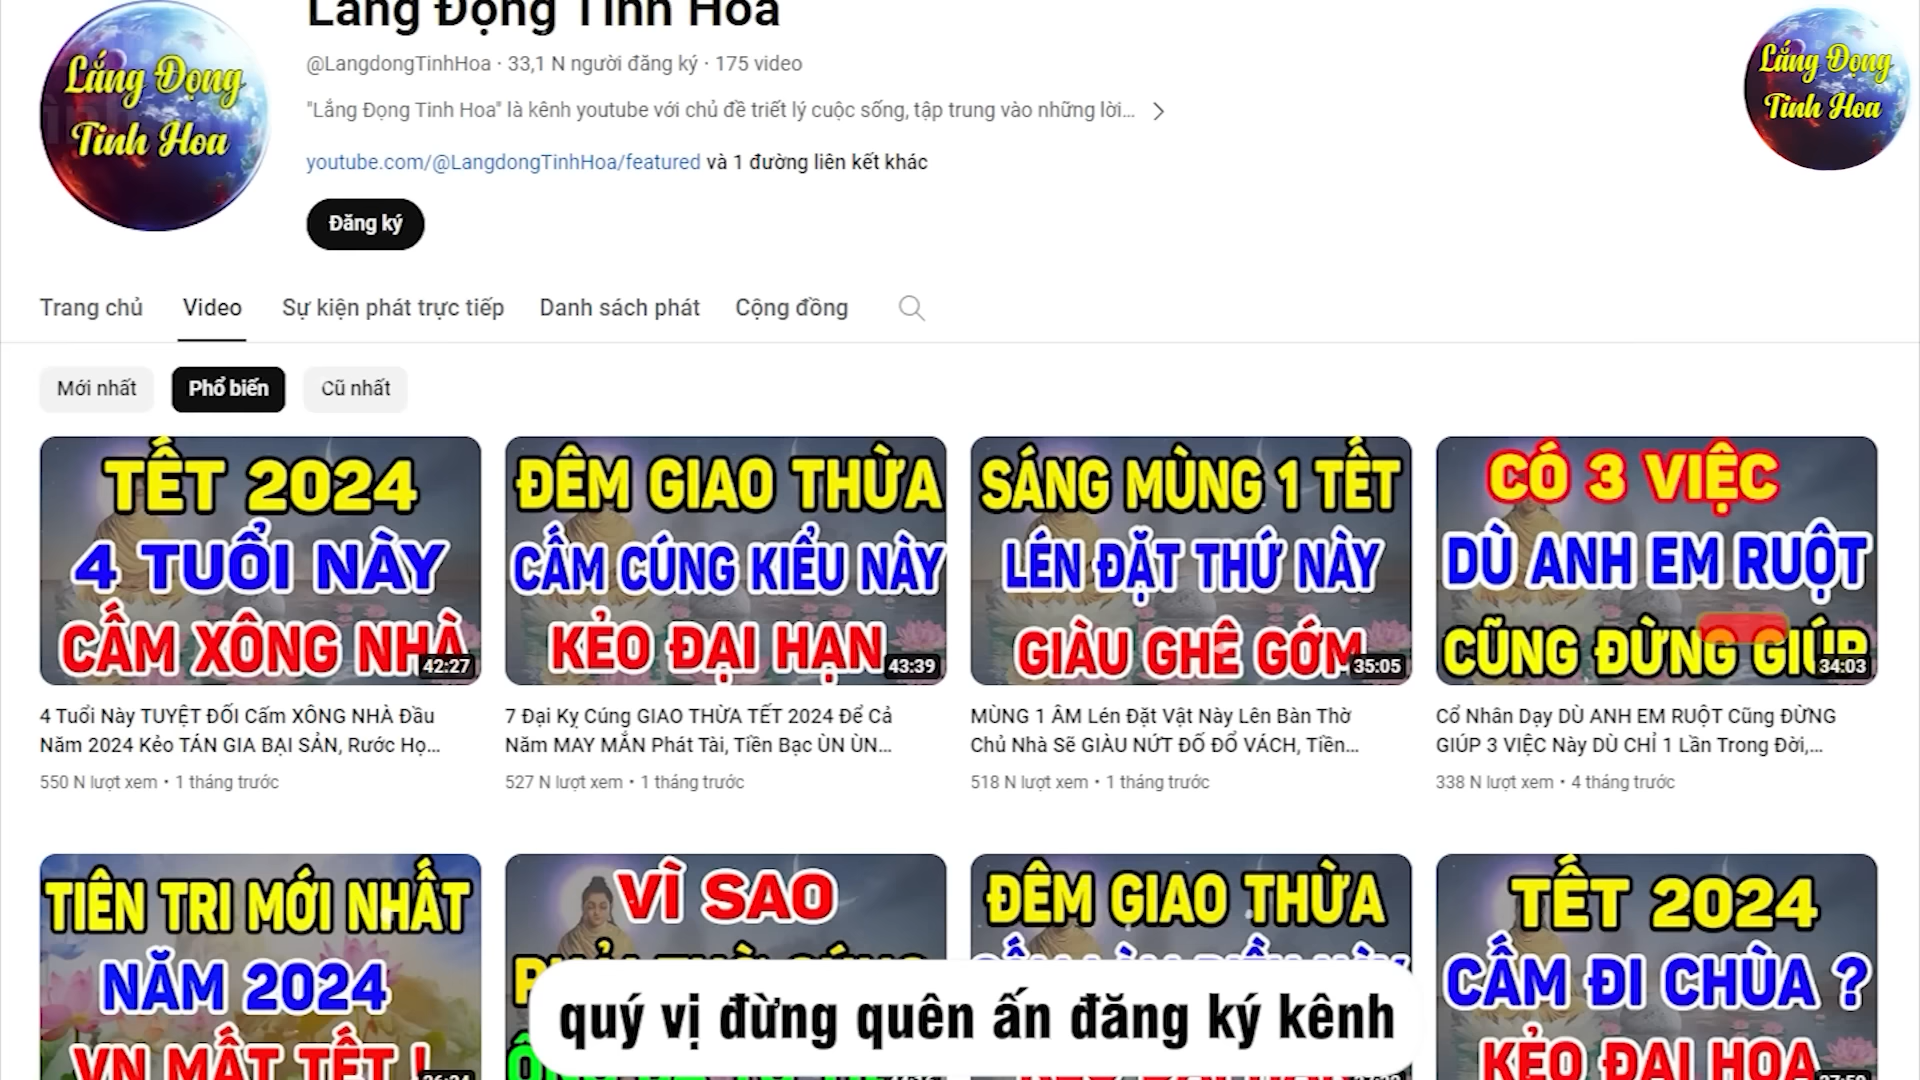 Lắng Đọng Tinh Hoa
Lắng Đọng
Tinh Hoa
@LangdongTinhHoa · 33,1 N người đăng ký · 175 video
"Lắng Đọng Tinh Hoa" là kênh youtube với chủ đề triết lý cuộc sống, tập trung vào những lời...
youtube.com/@LangdongTinhHoa/featured và 1 đường liên kết khác
Đăng ký
Lắng Đọng
Tinh Hoa
Trang chủ Video Sự kiện phát trực tiếp Danh sách phát Cộng đồng
Mới nhất Phổ biến Cũ nhất
TẾT 2024
4 TUỔI NÀY
CẤM XÔNG NHÀ
42:27
4 Tuổi Này TUYỆT ĐỐI Cấm XÔNG NHÀ Đầu
Năm 2024 Kẻo TÁN GIA BẠI SẢN, Rước Họ...
550 N lượt xem • 1 tháng trước
ĐÊM GIAO THỪA
CẤM CÚNG KIỂU NÀY
KẺO ĐẠI HẠN
43:39
7 Đại Kỵ Cúng GIAO THỪA TẾT 2024 Để Cả
Năm MAY MẮN Phát Tài, Tiền Bạc ÙN ÙN...
527 N lượt xem • 1 tháng trước
SÁNG MÙNG 1 TẾT
LÉN ĐẶT THỨ NÀY
GIÀU GHÊ GỚM
35:05
MÙNG 1 ÂM Lén Đặt Vật Này Lên Bàn Thờ
Chủ Nhà Sẽ GIÀU NỨT ĐỐ ĐỔ VÁCH, Tiền...
518 N lượt xem • 1 tháng trước
CÓ 3 VIỆC
DÙ ANH EM RUỘT
CŨNG ĐỪNG GIÚP
34:03
Cổ Nhân Dạy DÙ ANH EM RUỘT Cũng ĐỪNG
GIÚP 3 VIỆC Này DÙ CHỈ 1 Lần Trong Đời,...
338 N lượt xem • 4 tháng trước
TIÊN TRI MỚI NHẤT
NĂM 2024
VN MẤT TẾT !
VÌ SAO
ĐÊM GIAO THỪA
TẾT 2024
CẤM ĐI CHÙA ?
KẺO ĐẠI HỌA
quý vị đừng quên ấn đăng ký kênh